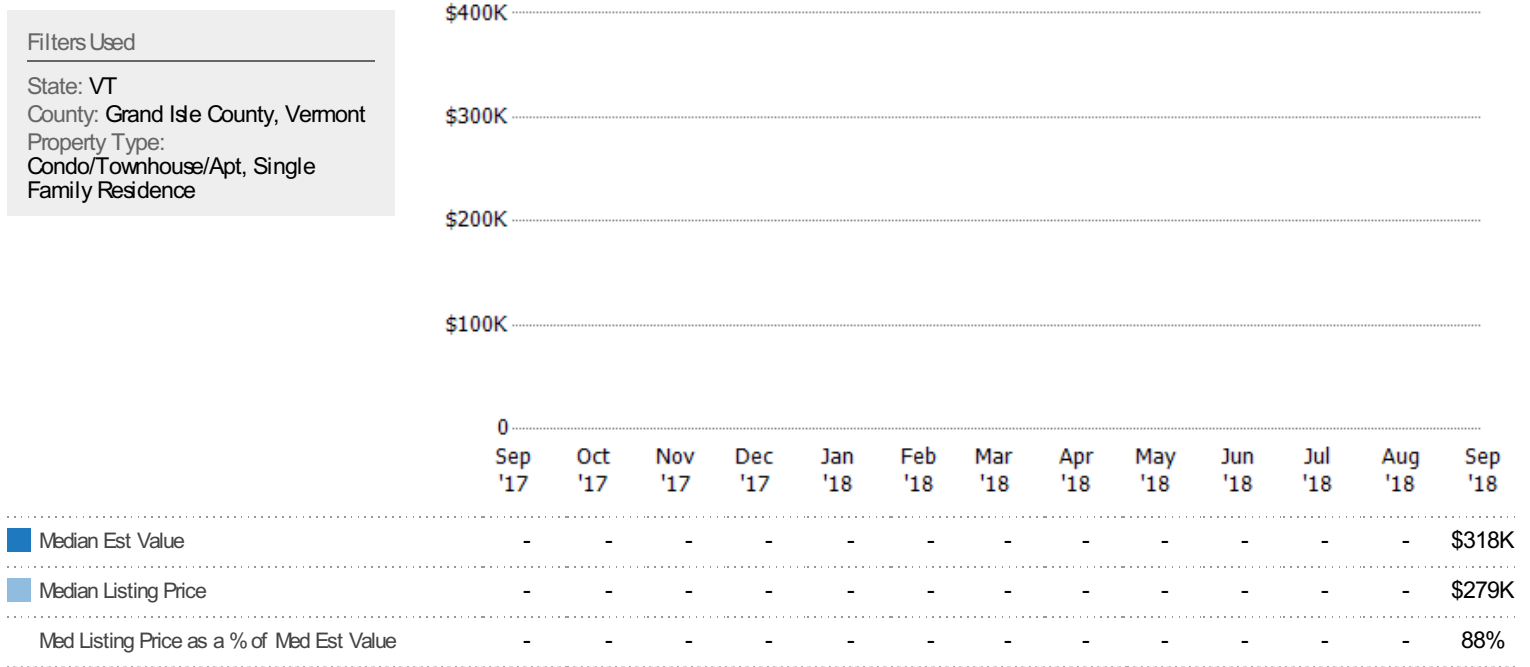 Filters Used
State: VT
County: Grand Isle County, Vermont
Property Type:
Condo/Townhouse/Apt, Single
Family Residence
$400K
$300K
$200K
$100K
0
Sep Oct Nov Dec Jan Feb Mar Apr May Jun Jul Aug Sep
'17 '17 '17 '17 '18 '18 '18 '18 '18 '18 '18 '18 '18
Median Est Value - - - - - - - - - - - - $318K
Median Listing Price - - - - - - - - - - - - $279K
Med Listing Price as a % of Med Est Value - - - - - - - - - - - - 88%